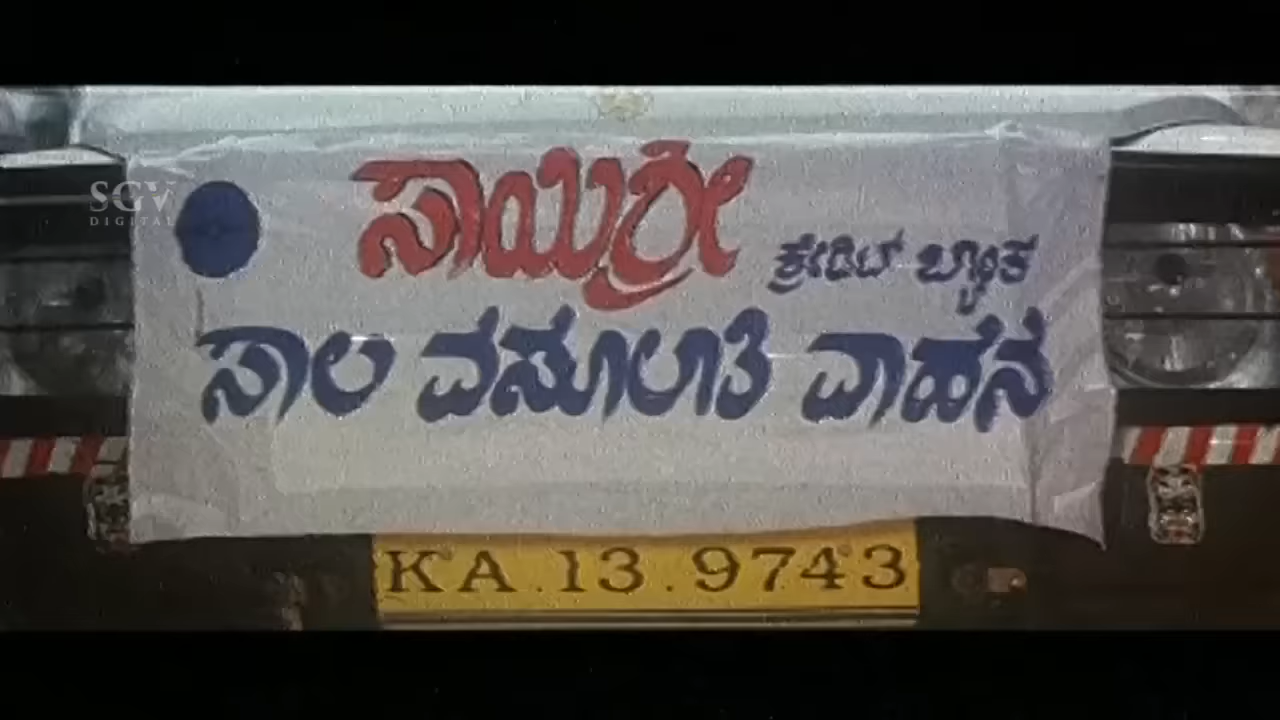 SGV
DIGITAL
ಸಾಯಿಶ್ರೀ
ಕ್ರೇಡಿಟ್ ಬ್ಯಾಂಕ
ಸಾಲ ವಸೂಲಾತಿ ವಾಹನ
KA.13.9743